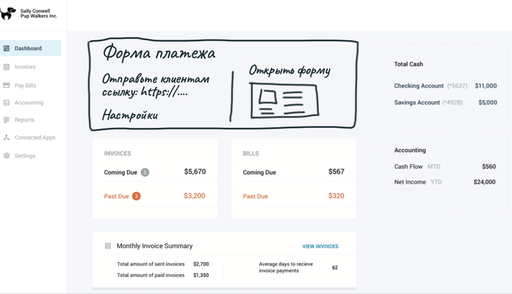 Sally Conwell
Pup Walkers Inc.
Dashboard
Invoices
Pay Bills
Accounting
Reports
Connected Apps
Settings
Форма платежа
Отправьте клиентам
ссылку: https://....
Настройки
Открыть форму
INVOICES
Coming Due 3 $5,670
Past Due 3 $3,200
BILLS
Coming Due $567
Past Due $320
Total Cash
Checking Account (*5637) $11,000
Savings Account (*4928) $5,000
Accounting
Cash Flow MTD $560
Net Income YTD $24,000
Monthly Invoice Summary VIEW INVOICES
Total amount of sent invoices $2,700
Total amount of paid invoices $1,350
Average days to recieve
invoice payments 62